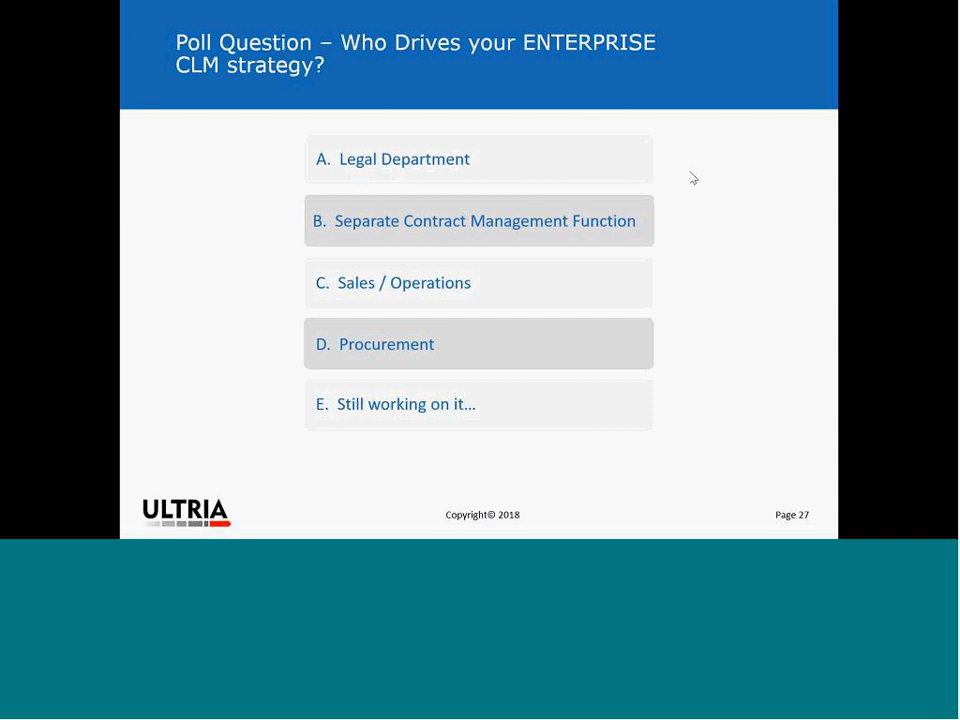 Poll Question – Who Drives your ENTERPRISE
CLM strategy?
A. Legal Department
B. Separate Contract Management Function
C. Sales / Operations
D. Procurement
E. Still working on it...
ULTRIA
Copyright© 2018
Page 27